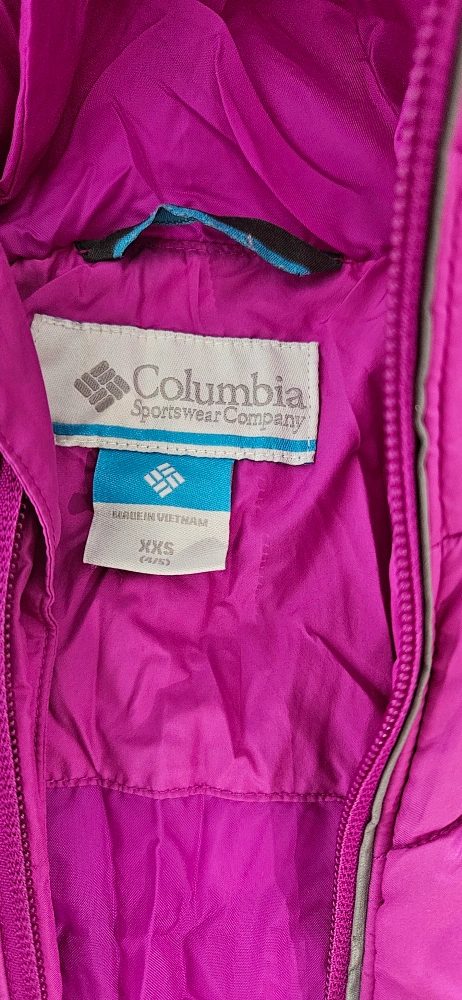 Columbia
Sportswear Company
MADE IN VIETNAM
XXS
(4/5)